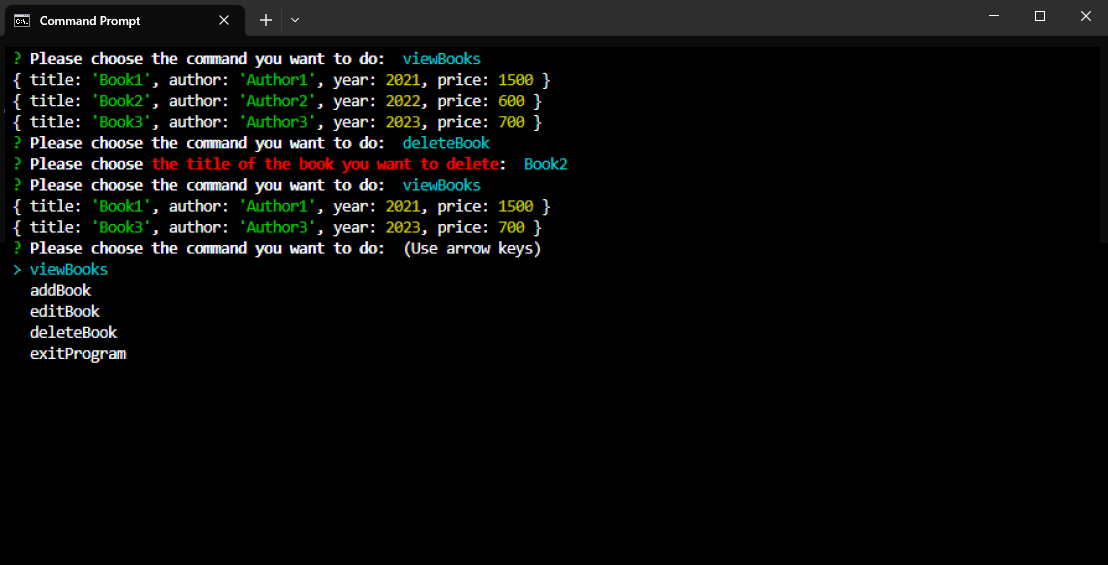 Command Prompt
? Please choose the command you want to do:  viewBooks
{ title: 'Book1', author: 'Author1', year: 2021, price: 1500 }
{ title: 'Book2', author: 'Author2', year: 2022, price: 600 }
{ title: 'Book3', author: 'Author3', year: 2023, price: 700 }
? Please choose the command you want to do:  deleteBook
? Please choose the title of the book you want to delete:  Book2
? Please choose the command you want to do:  viewBooks
{ title: 'Book1', author: 'Author1', year: 2021, price: 1500 }
{ title: 'Book3', author: 'Author3', year: 2023, price: 700 }
? Please choose the command you want to do:  (Use arrow keys)
> viewBooks
  addBook
  editBook
  deleteBook
  exitProgram